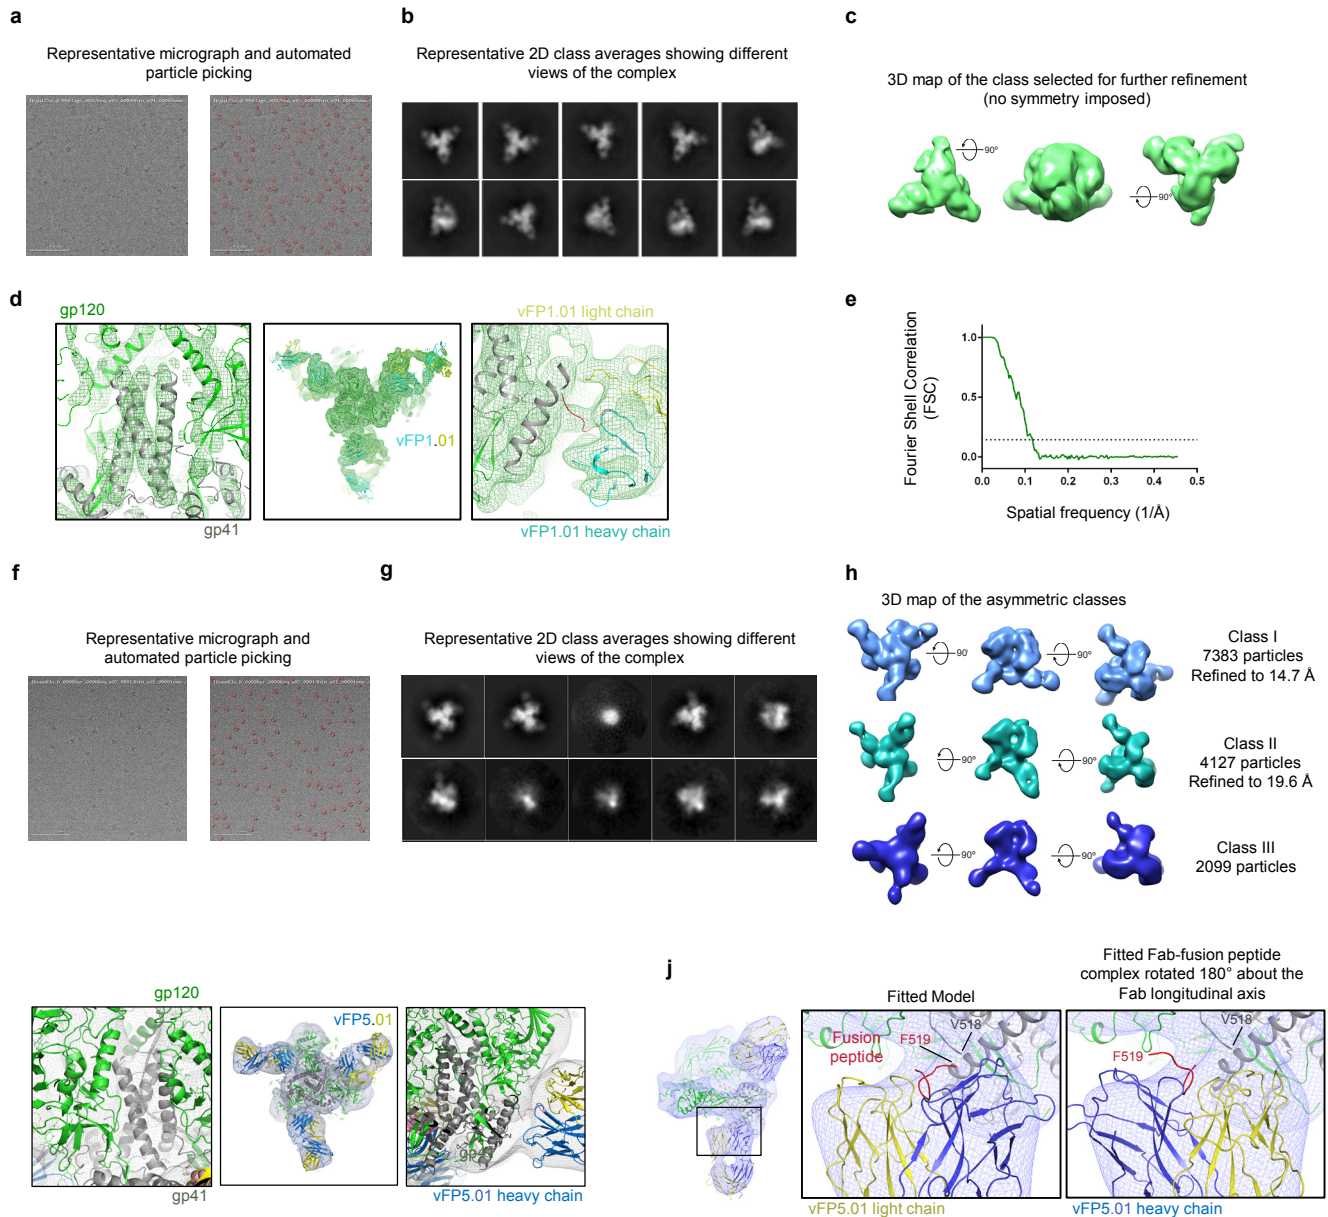 a
Representative micrograph and automated
particle picking
b
Representative 2D class averages showing different
views of the complex
c
3D map of the class selected for further refinement
(no symmetry imposed)
90°
90°
d
gp120
gp41
vFP1.01
vFP1.01 light chain
vFP1.01 heavy chain
e
Fourier Shell Correlation
(FSC)
1.0
0.5
0.0
0.0
0.1
0.2
0.3
0.4
0.5
Spatial frequency (1/Å)
f
Representative micrograph and
automated particle picking
g
Representative 2D class averages showing different
views of the complex
h
3D map of the asymmetric classes
90°
90°
Class I
7383 particles
Refined to 14.7 Å
90°
90°
Class II
4127 particles
Refined to 19.6 Å
90°
90°
Class III
2099 particles
gp120
gp41
vFP5.01
gp41
vFP5.01 heavy chain
j
Fitted Model
Fusion
peptide
F519
V518
vFP5.01 light chain
Fitted Fab-fusion peptide
complex rotated 180° about the
Fab longitudinal axis
V518
F519
vFP5.01 heavy chain